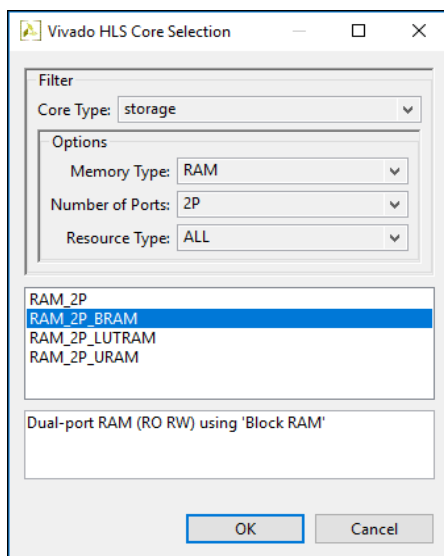 Vivado HLS Core Selection
Filter
Core Type: storage
Options
Memory Type: RAM
Number of Ports: 2P
Resource Type: ALL
RAM_2P
RAM_2P_BRAM
RAM_2P_LUTRAM
RAM_2P_URAM
Dual-port RAM (RO RW) using 'Block RAM'
OK Cancel